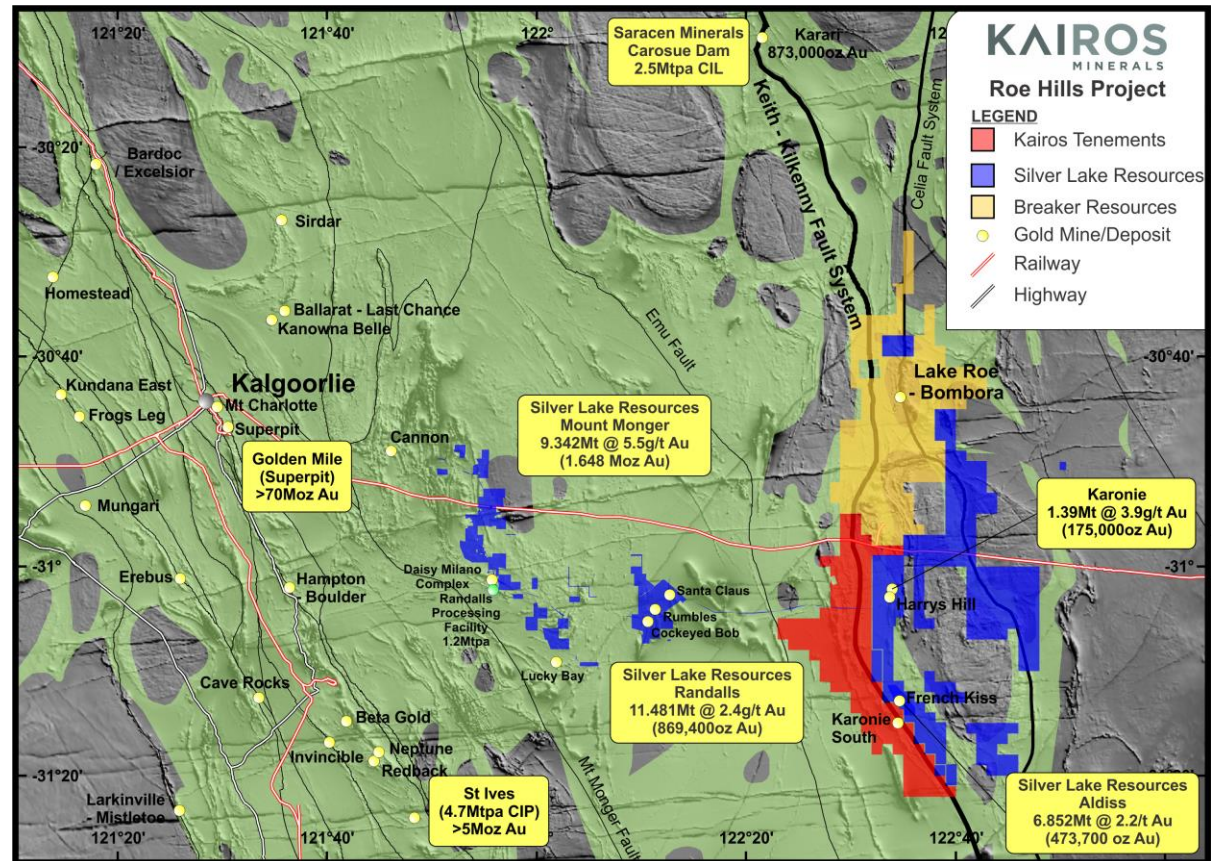 121°20'
121°40'
122°
12
-30°20'
-30°40'
-31°
-31°20'
-30°40'
-31°
121°20'
121°40'
122°20'
122°40'
KAIROS
MINERALS
Roe Hills Project
LEGEND
Kairos Tenements
Silver Lake Resources
Breaker Resources
Gold Mine/Deposit
Railway
Highway
Saracen Minerals
Carosue Dam
2.5Mtpa CIL
Karari
873,000oz Au
Keith - Kilkenny Fault System
Celia Fault System
Emu Fault
Mt Monger Fault
Bardoc
/ Excelsior
Sirdar
Homestead
Ballarat - Last Chance
Kanowna Belle
Kalgoorlie
Kundana East
Frogs Leg
Mt Charlotte
Superpit
Golden Mile
(Superpit)
>70Moz Au
Cannon
Silver Lake Resources
Mount Monger
9.342Mt @ 5.5g/t Au
(1.648 Moz Au)
Lake Roe
- Bombora
Karonie
1.39Mt @ 3.9g/t Au
(175,000oz Au)
Mungari
Erebus
Hampton
- Boulder
Daisy Milano
Complex
Randalls
Processing
Facility
1.2Mtpa
Santa Claus
Rumbles
Cockeyed Bob
Harrys Hill
Lucky Bay
Cave Rocks
Beta Gold
Invincible
Neptune
Redback
Silver Lake Resources
Randalls
11.481Mt @ 2.4g/t Au
(869,400oz Au)
French Kiss
Karonie
South
Larkinville
- Mistletoe
St Ives
(4.7Mtpa CIP)
>5Moz Au
Silver Lake Resources
Aldiss
6.852Mt @ 2.2/t Au
(473,700 oz Au)